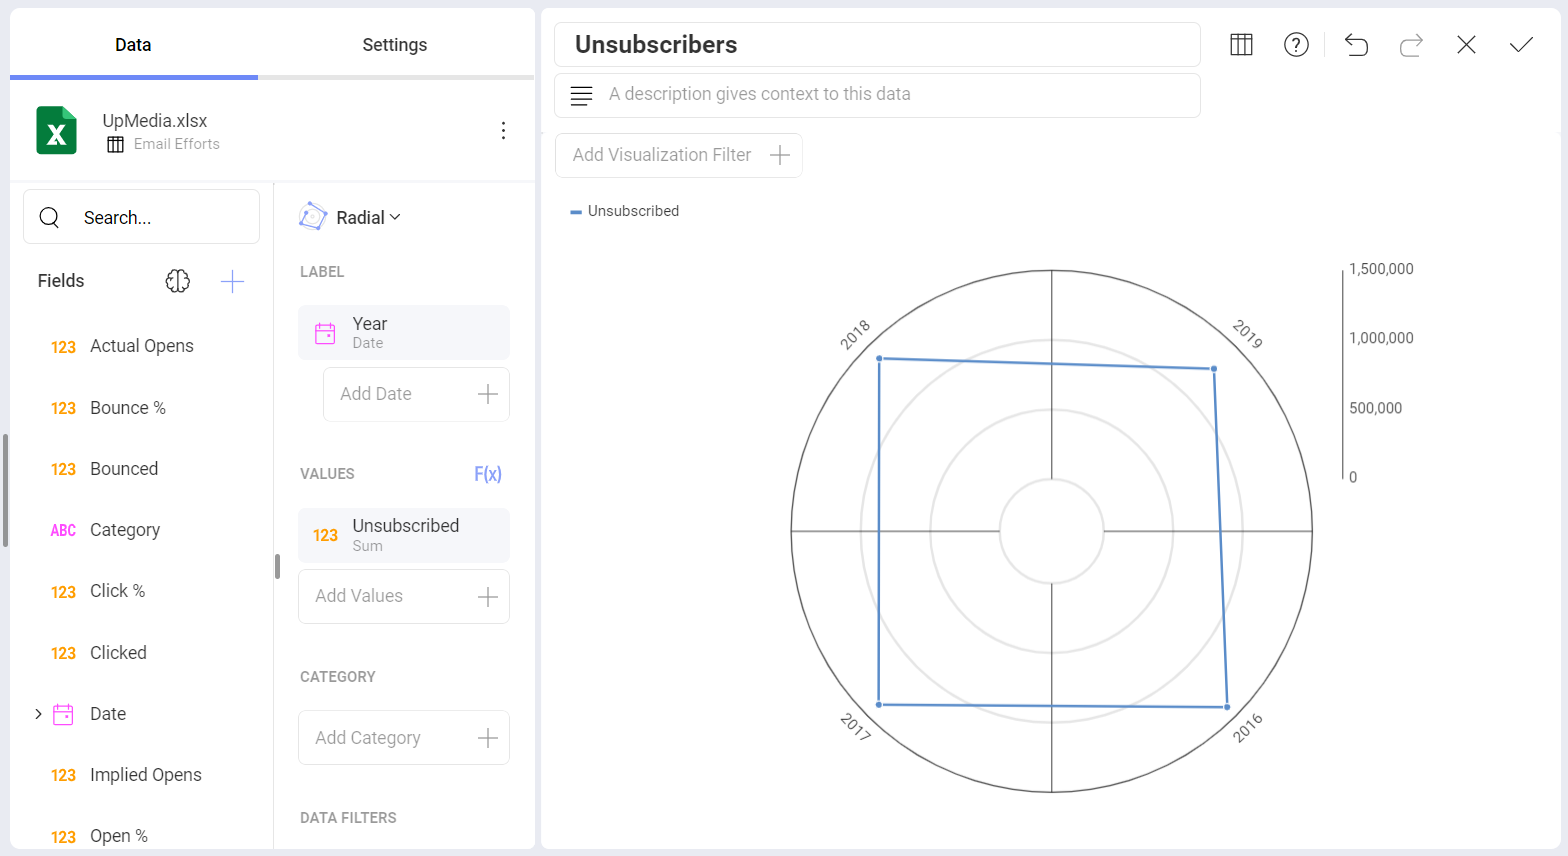 Data
Settings
UpMedia.xlsx
Email Efforts
Search...
Fields
123 Actual Opens
123 Bounce %
123 Bounced
ABC Category
123 Click %
123 Clicked
Date
123 Implied Opens
123 Open %
Radial
LABEL
Year
Date
Add Date
VALUES
F(x)
123 Unsubscribed
Sum
Add Values
CATEGORY
Add Category
DATA FILTERS
Unsubscribers
A description gives context to this data
Add Visualization Filter
Unsubscribed
2018
2019
2017
2016
1,500,000
1,000,000
500,000
0